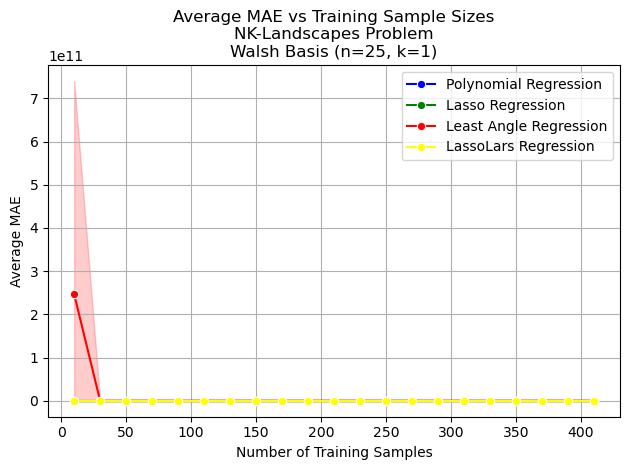 Average MAE vs Training Sample Sizes
NK-Landscapes Problem
Walsh Basis (n=25, k=1)
1e11
Polynomial Regression
Lasso Regression
Least Angle Regression
LassoLars Regression
7
6
5
4
3
2
1
0
Average MAE
0 50 100 150 200 250 300 350 400
Number of Training Samples